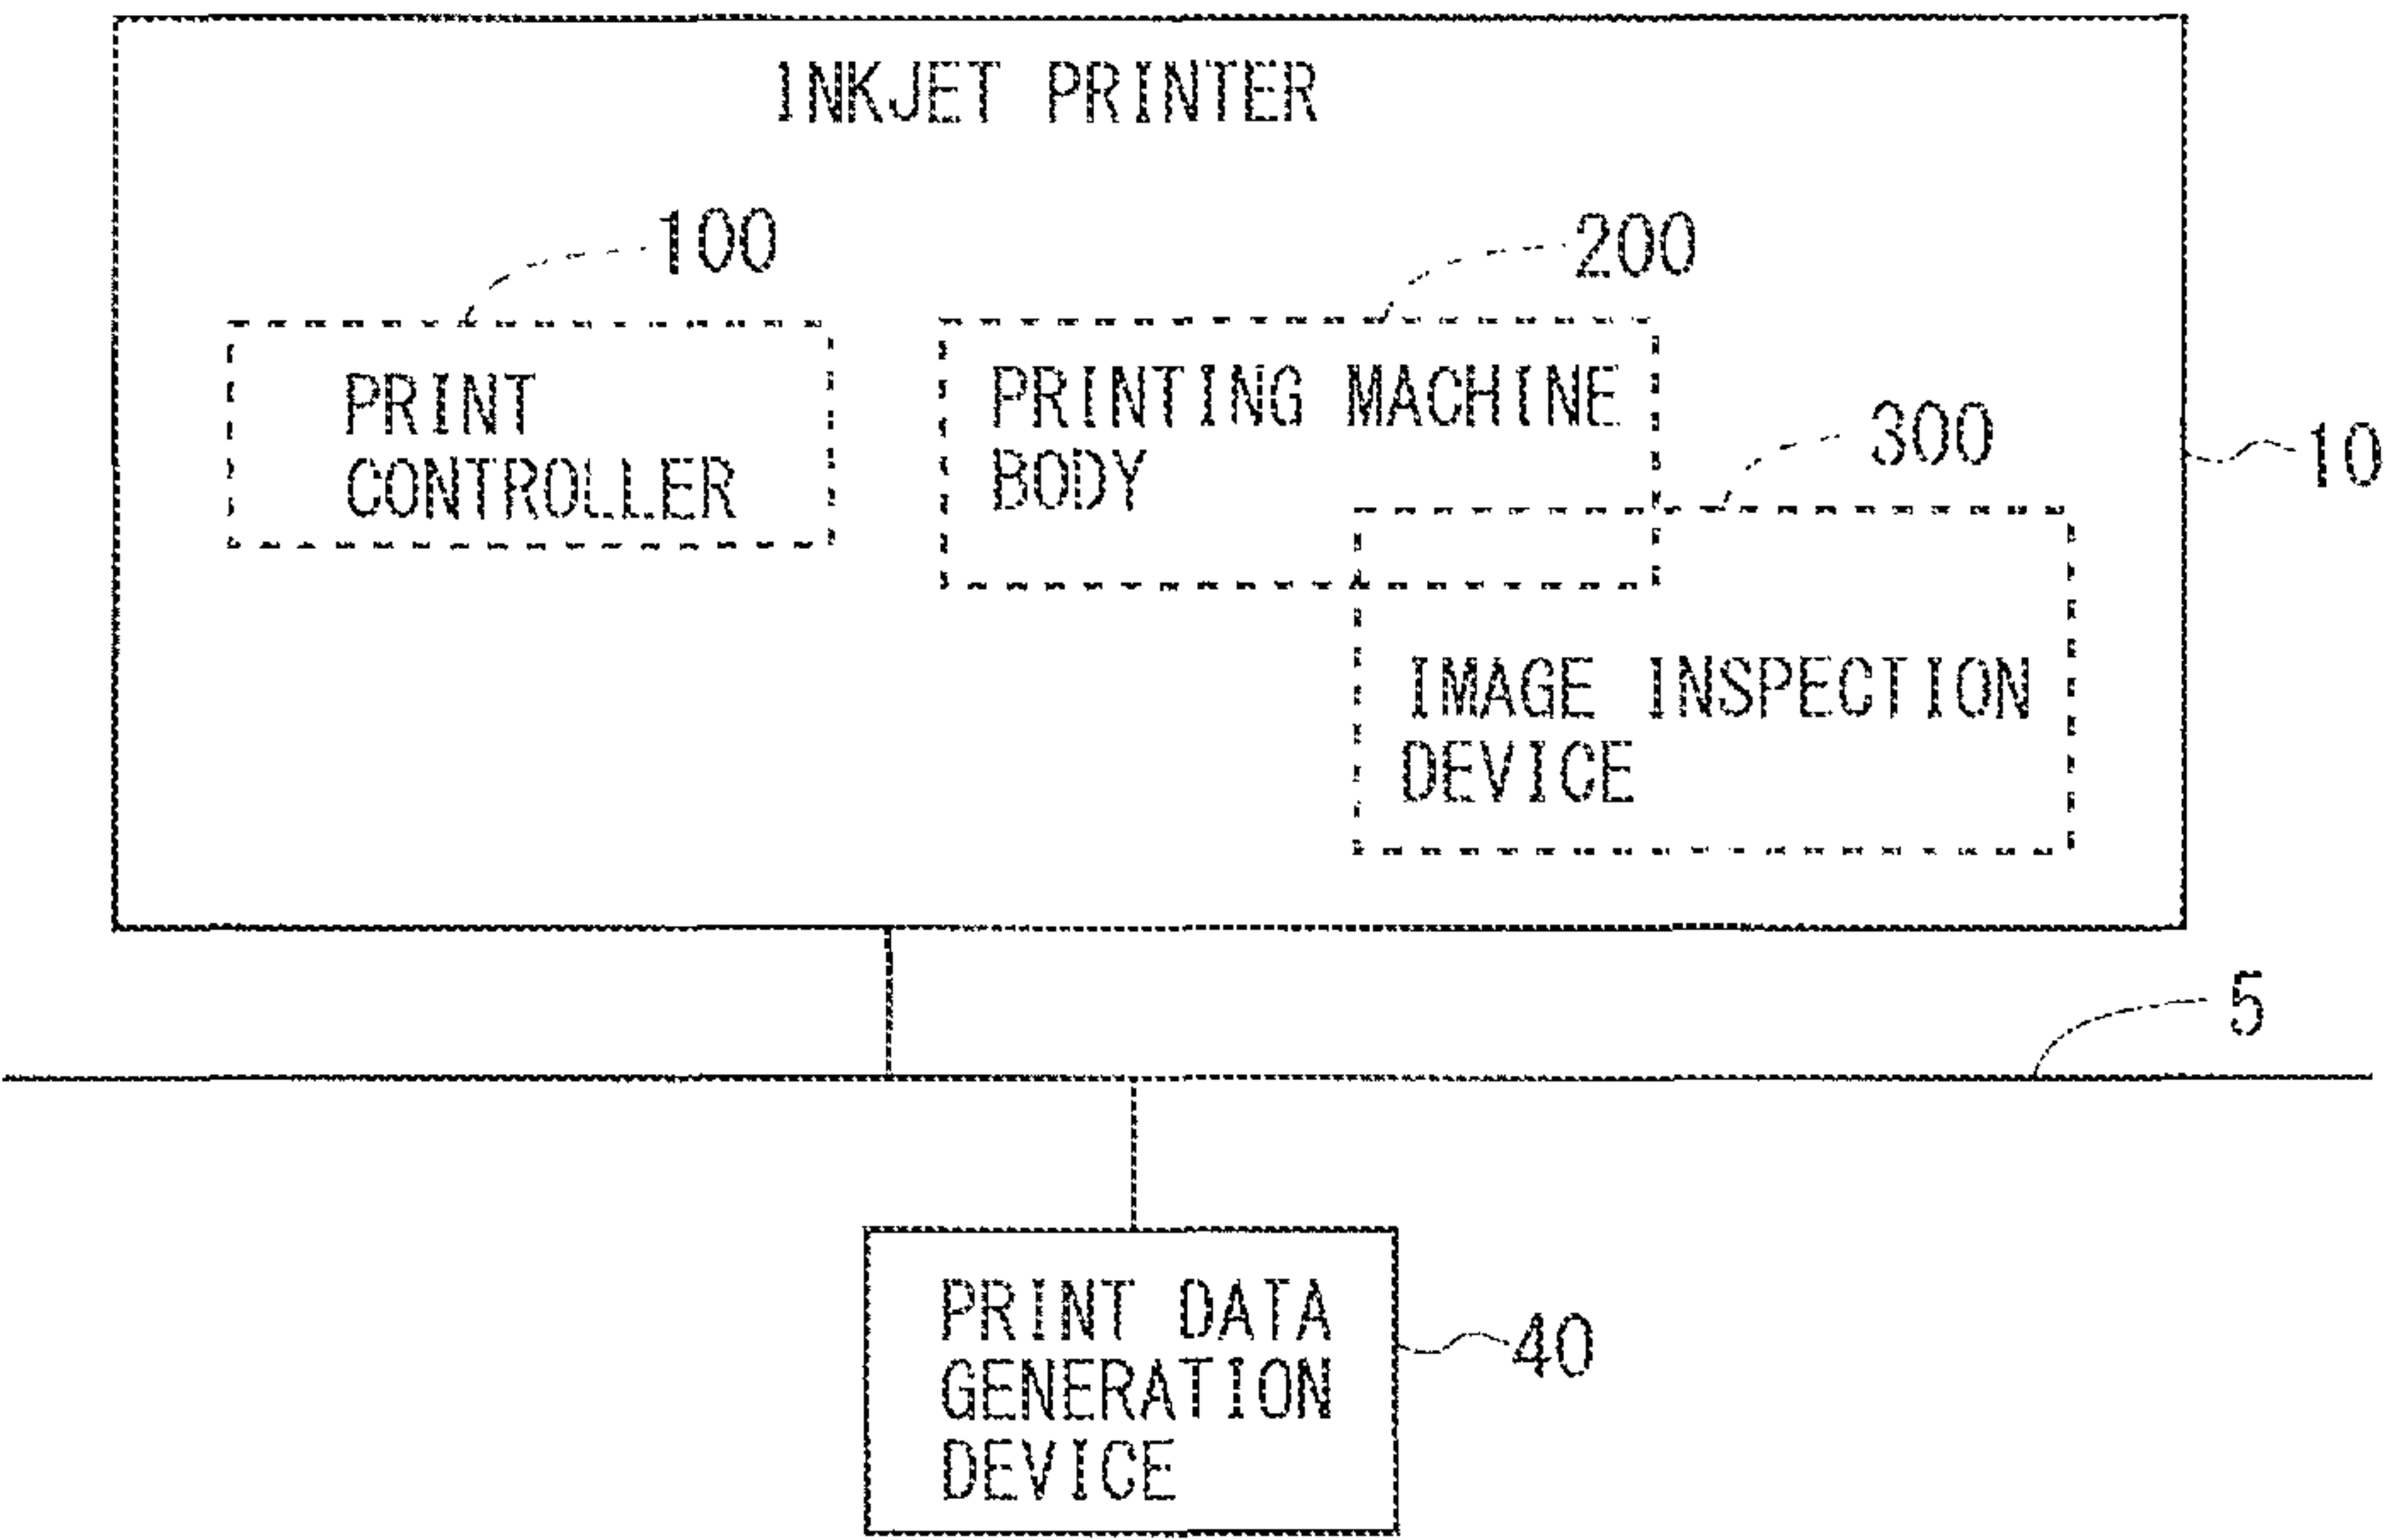 INKJET PRINTER
100
200
PRINT
CONTROLLER
PRINTING MACHINE
BODY
300
10
IMAGE INSPECTION
DEVICE
5
PRINT DATA
GENERATION
DEVICE
40